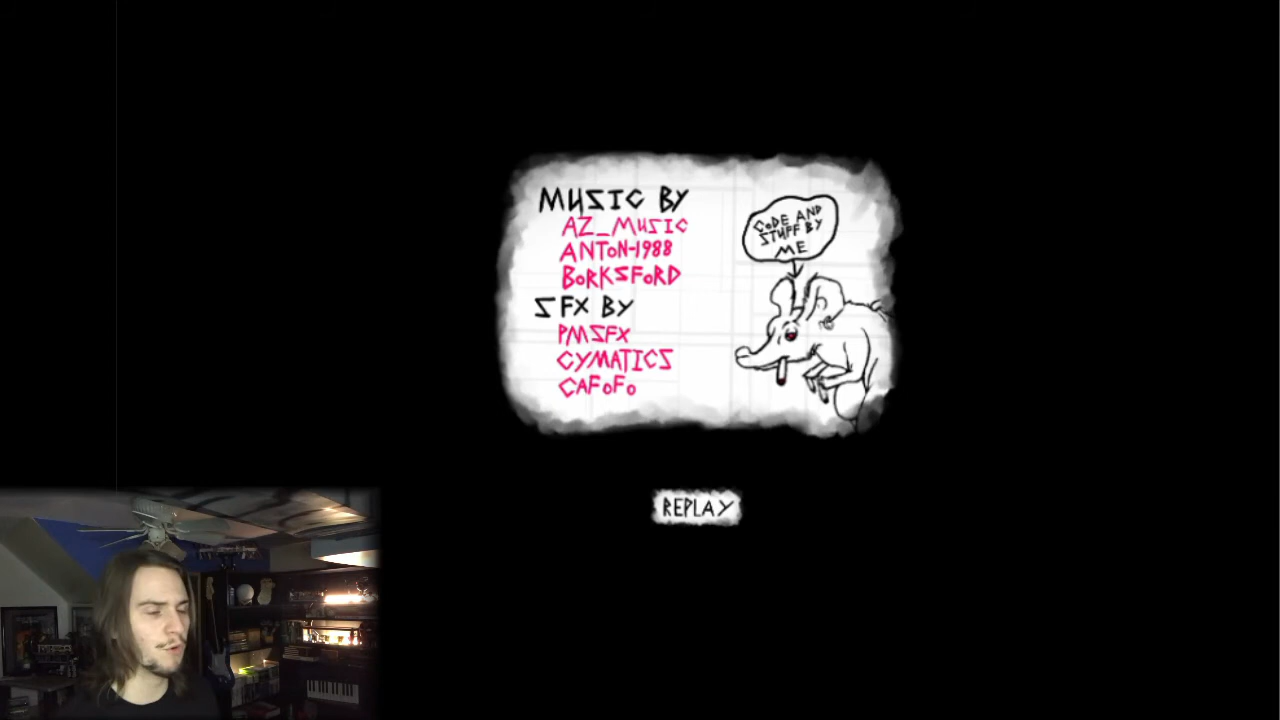 MUSIC BY
AZ_MUSIC
ANTON-1988
BORKSFORD
SFX BY
PMSFX
CYMATICS
CAFOFO
CODE AND
STUFF BY
ME
REPLAY